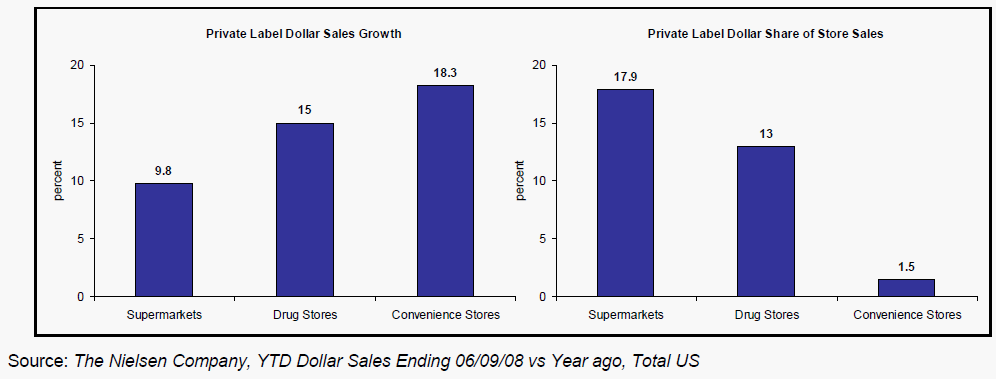 Private Label Dollar Sales Growth
20
15
10
5
0
percent
9.8
15
18.3
Supermarkets
Drug Stores
Convenience Stores
Private Label Dollar Share of Store Sales
20
15
10
5
0
percent
17.9
13
1.5
Supermarkets
Drug Stores
Convenience Stores
Source: The Nielsen Company, YTD Dollar Sales Ending 06/09/08 vs Year ago, Total US